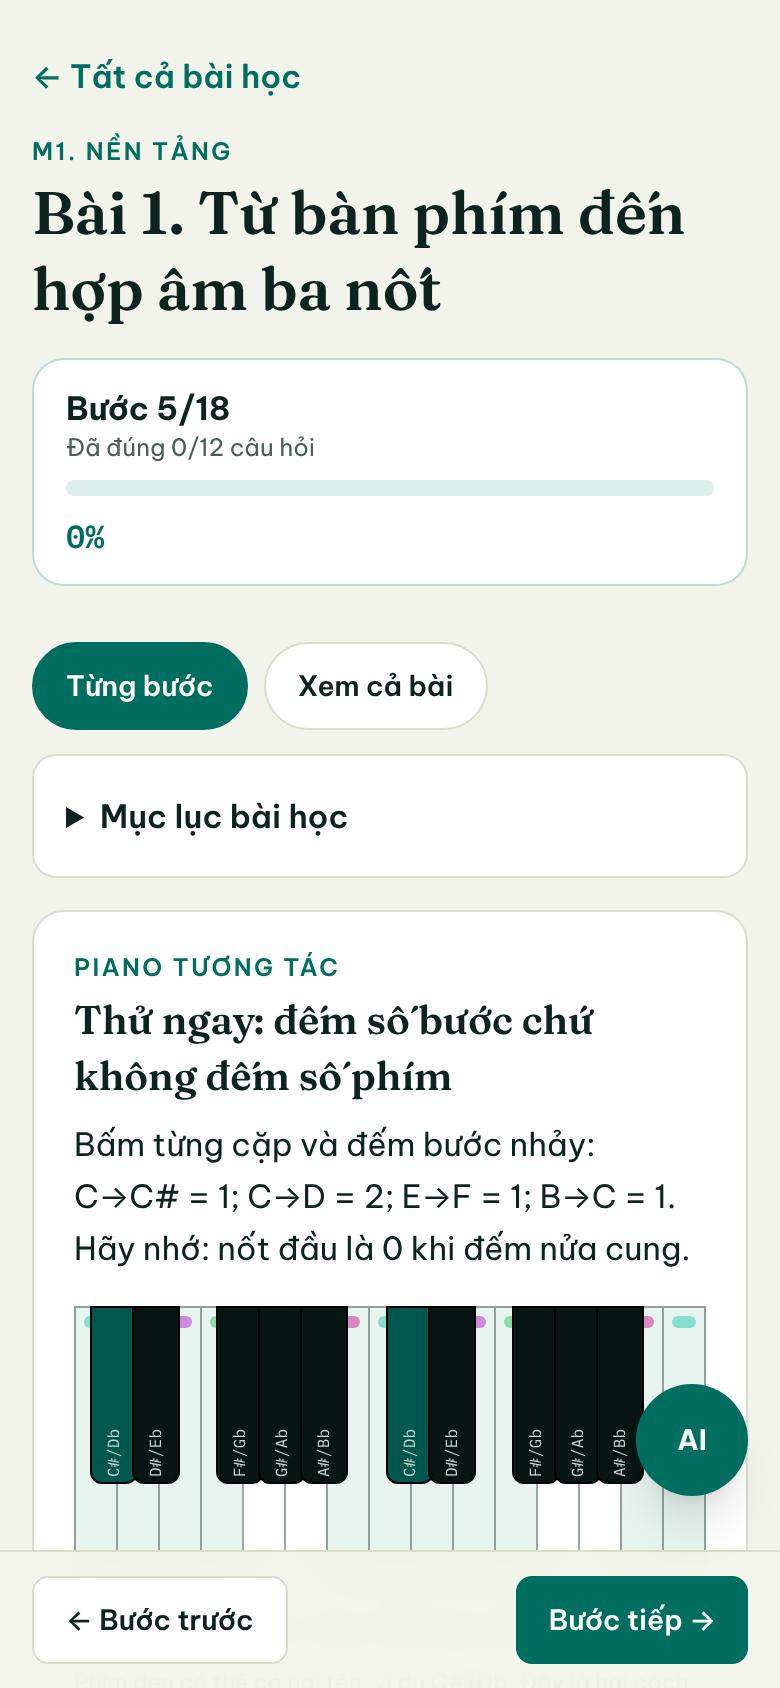 ← Tất cả bài học
M1. NỀN TẢNG
Bài 1. Từ bàn phím đến
hợp âm ba nốt
Bước 5/18
Đã đúng 0/12 câu hỏi
0%
Từng bước
Xem cả bài
▶ Mục lục bài học
PIANO TƯƠNG TÁC
Thử ngay: đếm số bước chứ
không đếm số phím
Bấm từng cặp và đếm bước nhảy:
C→C# = 1; C→D = 2; E→F = 1; B→C = 1.
Hãy nhớ: nốt đầu là 0 khi đếm nửa cung.
C#/Db
D#/Eb
F#/Gb
G#/Ab
A#/Bb
C#/Db
D#/Eb
F#/Gb
G#/Ab
A#/Bb
AI
← Bước trước
Bước tiếp →